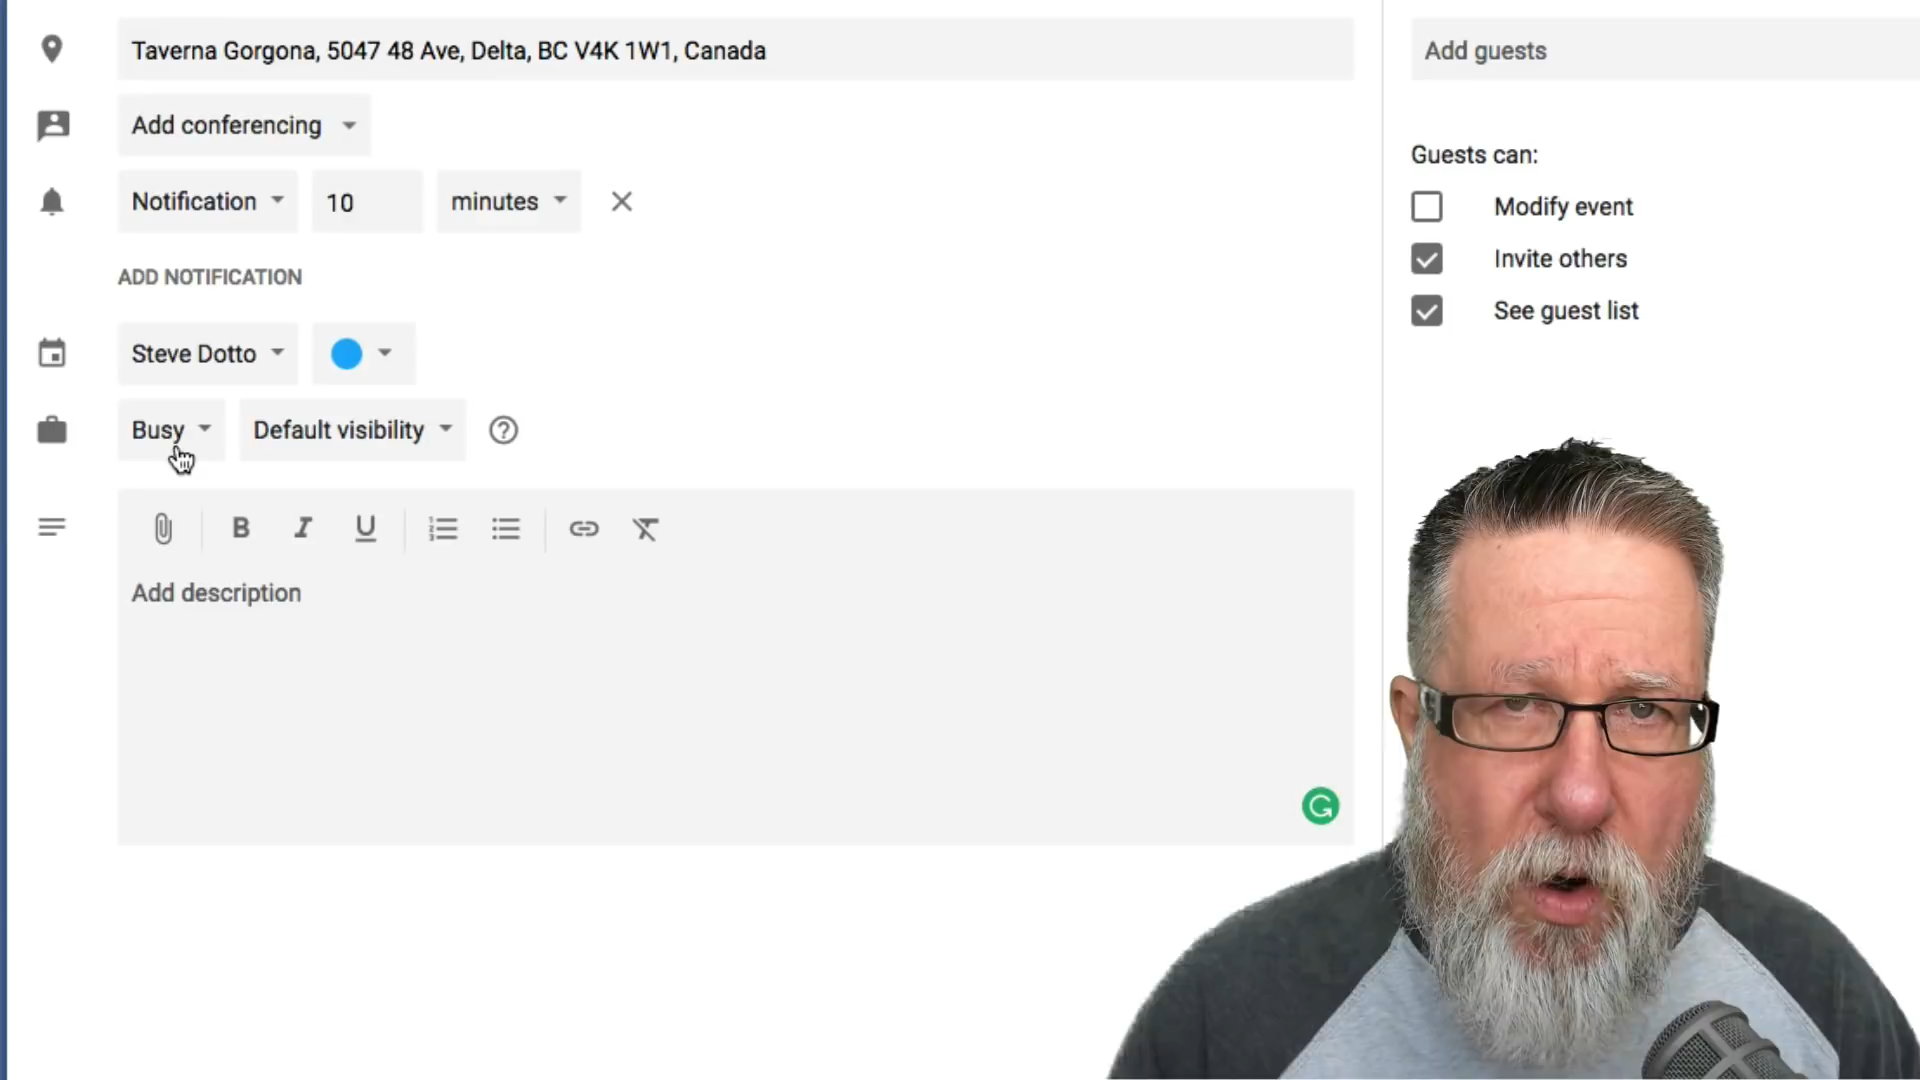 Taverna Gorgona, 5047 48 Ave, Delta, BC V4K 1W1, Canada
Add conferencing
Notification 10 minutes
ADD NOTIFICATION
Steve Dotto
Busy Default visibility
B I U
Add description
Add guests
Guests can:
Modify event
Invite others
See guest list